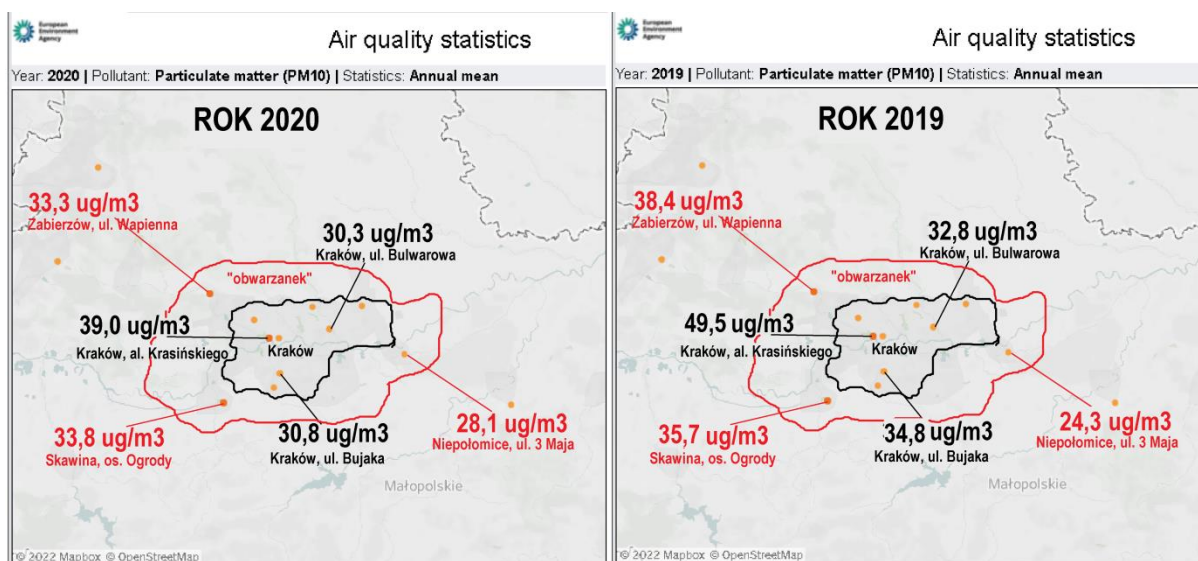 European
Environment
Agency
Air quality statistics
Year: 2020 | Pollutant: Particulate matter (PM10) | Statistics: Annual mean
ROK 2020
33,3 ug/m3
Zabierzów, ul. Wapienna
30,3 ug/m3
Kraków, ul. Bulwarowa
"obwarzanek"
39,0 ug/m3
Kraków, al. Krasińskiego
Kraków
28,1 ug/m3
Niepołomice, ul. 3 Maja
33,8 ug/m3
Skawina, os. Ogrody
30,8 ug/m3
Kraków, ul. Bujaka
Małopolskie
© 2022 Mapbox © OpenStreetMap
European
Environment
Agency
Air quality statistics
Year: 2019 | Pollutant: Particulate matter (PM10) | Statistics: Annual mean
ROK 2019
38,4 ug/m3
Zabierzów, ul. Wapienna
32,8 ug/m3
Kraków, ul. Bulwarowa
"obwarzanek"
49,5 ug/m3
Kraków, al. Krasińskiego
Kraków
24,3 ug/m3
Niepołomice, ul. 3 Maja
35,7 ug/m3
Skawina, os. Ogrody
34,8 ug/m3
Kraków, ul. Bujaka
Małopolskie
© 2022 Mapbox © OpenStreetMap